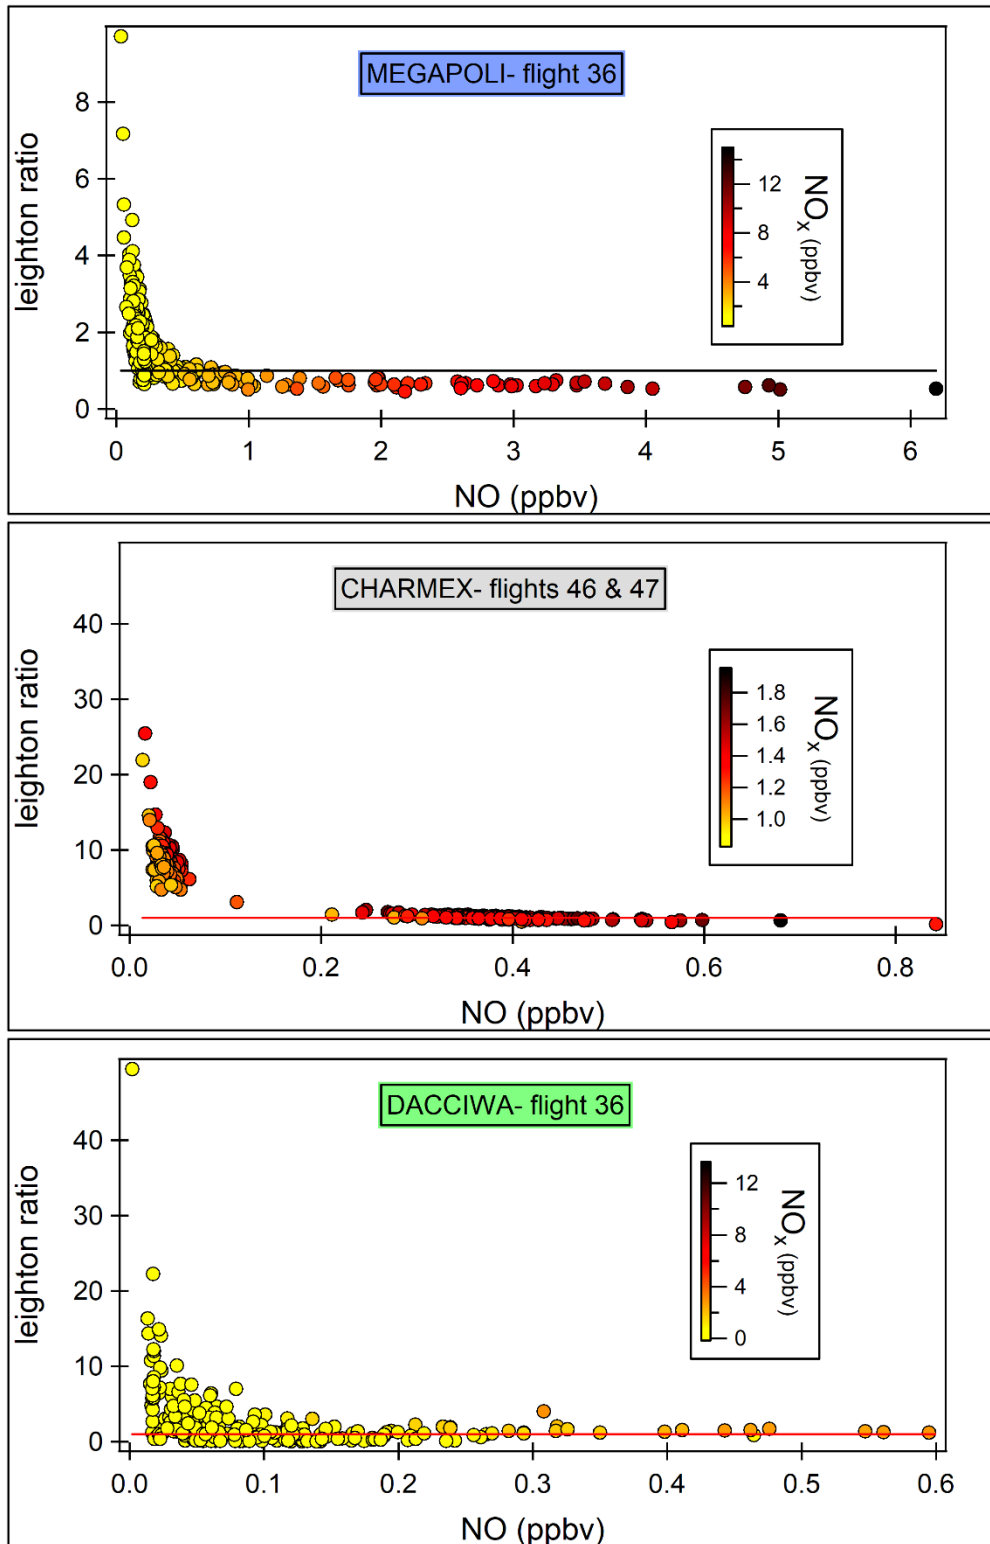 MEGAPOLI- flight 36
leighton ratio
8
6
4
2
0
12
8
4
NOx (ppbv)
0 1 2 3 4 5 6
NO (ppbv)
CHARMEX- flights 46 & 47
leighton ratio
40
30
20
10
0
1.8
1.6
1.4
1.2
1.0
NOx (ppbv)
0.0 0.2 0.4 0.6 0.8
NO (ppbv)
DACCIWA- flight 36
leighton ratio
40
30
20
10
0
12
8
4
0
NOx (ppbv)
0.0 0.1 0.2 0.3 0.4 0.5 0.6
NO (ppbv)